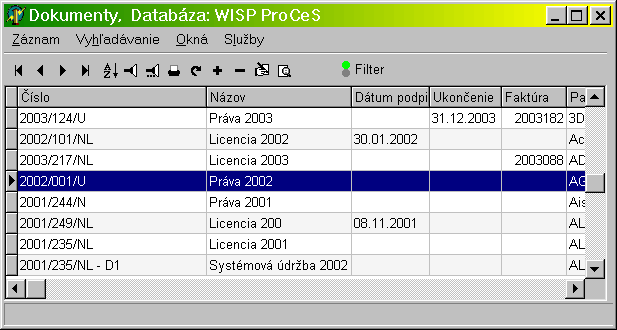 Dokumenty, Databáza: WISP ProCeS
Záznam Vyhľadávanie Okná Služby
Filter
Číslo Názov Dátum podpi Ukončenie Faktúra Pa
2003/124/U Práva 2003 31.12.2003 2003182 3D
2002/101/NL Licencia 2002 30.01.2002 Ac
2003/217/NL Licencia 2003 2003088 AD
2002/001/U Práva 2002 AG
2001/244/N Práva 2001 Ais
2001/249/NL Licencia 200 08.11.2001 AL
2001/235/NL Licencia 2001 AL
2001/235/NL - D1 Systémová údržba 2002 AL